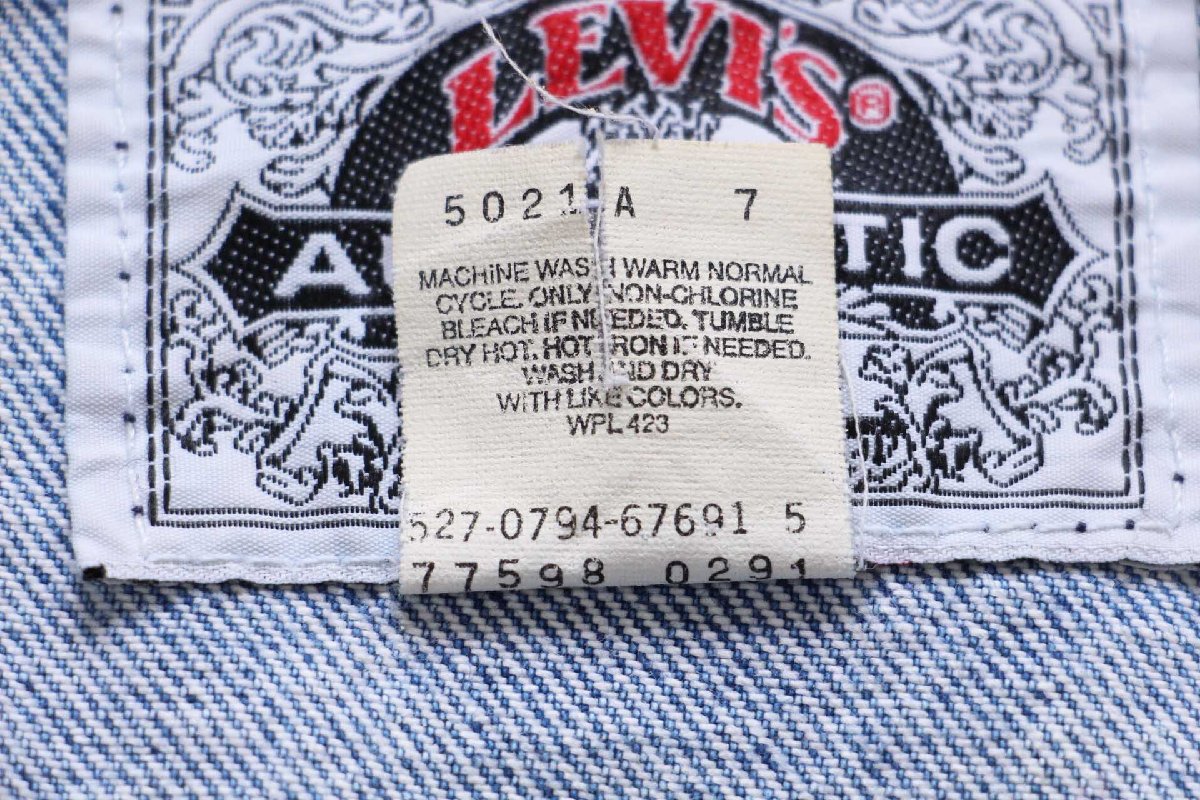 LEVI'S ®
5021 A 7
MACHINE WASH WARM NORMAL
CYCLE. ONLY NON-CHLORINE
BLEACH IF NEEDED. TUMBLE
DRY HOT. HOT IRON IF NEEDED.
WASH AND DRY
WITH LIKE COLORS.
WPL 423
527-0794-67691 5
77598 0291